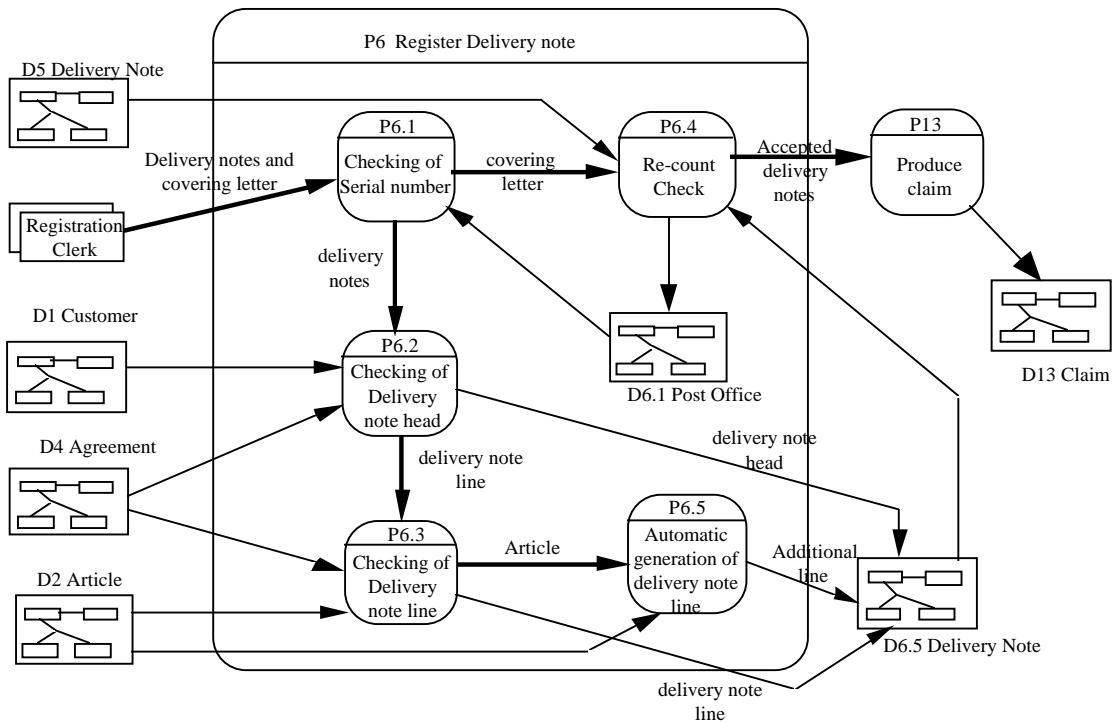 P6 Register Delivery note
D5 Delivery Note
P6.1
Checking of
Serial number
P6.4
Re-count
Check
P13
Produce
claim
Delivery notes and
covering letter
covering
letter
Accepted
delivery
notes
Registration
Clerk
delivery
notes
D1 Customer
P6.2
Checking of
Delivery
note head
D6.1 Post Office
D13 Claim
D4 Agreement
delivery note
line
delivery note
head
P6.3
Checking of
Delivery
note line
Article
P6.5
Automatic
generation of
delivery note
line
Additional
line
D2 Article
D6.5 Delivery Note
delivery note
line